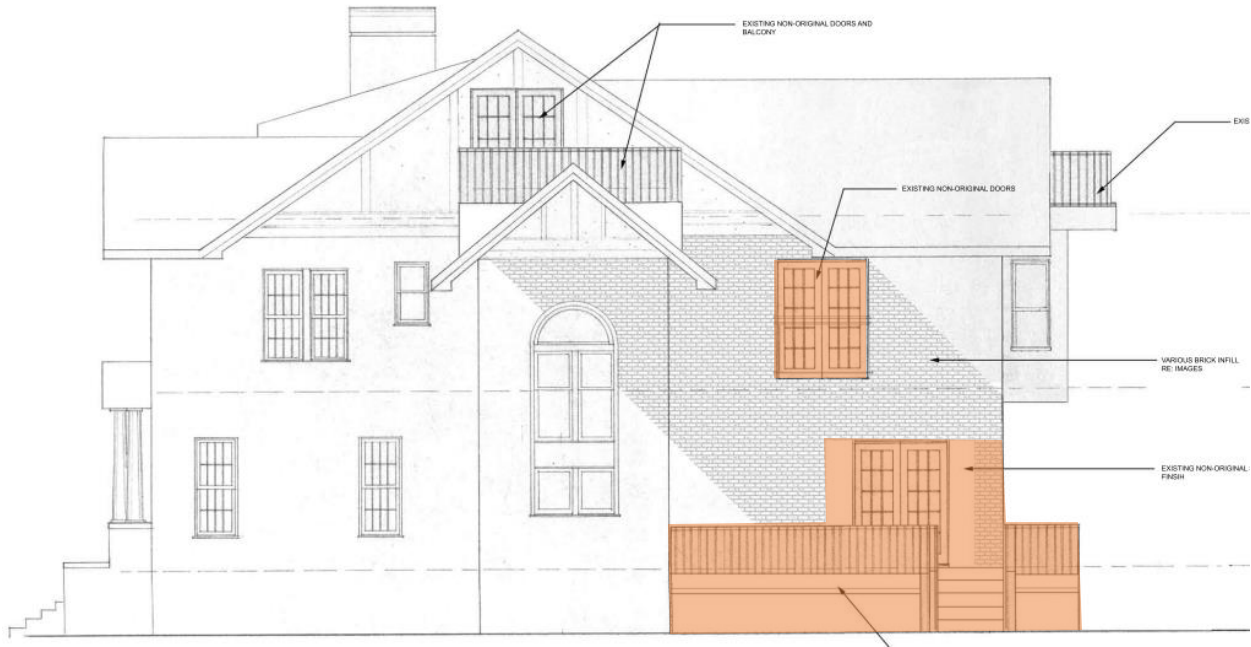 EXISTING NON-ORIGINAL DOORS AND
BALCONY
EXIS
EXISTING NON-ORIGINAL DOORS
VARIOUS BRICK INFILL
RE: IMAGES
EXISTING NON-ORIGINAL
FINSIH